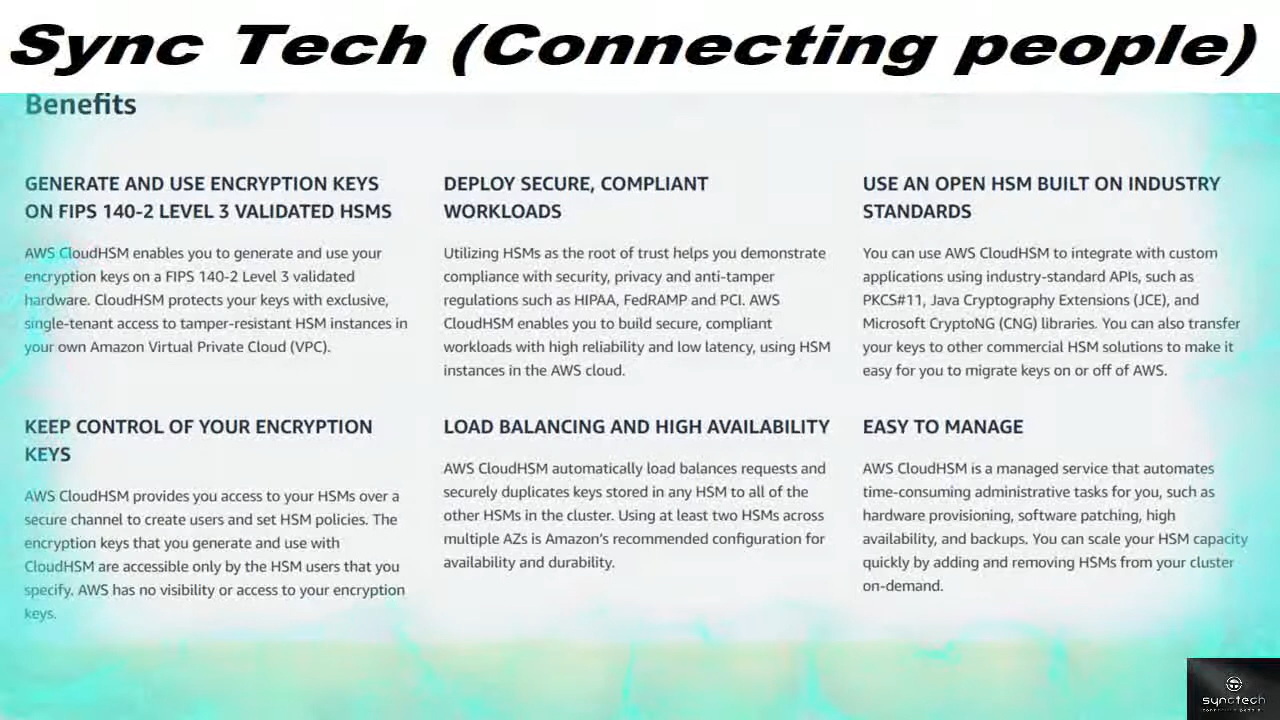 Sync Tech (Connecting people)
Benefits
GENERATE AND USE ENCRYPTION KEYS
ON FIPS 140-2 LEVEL 3 VALIDATED HSMS
AWS CloudHSM enables you to generate and use your
encryption keys on a FIPS 140-2 Level 3 validated
hardware. CloudHSM protects your keys with exclusive,
single-tenant access to tamper-resistant HSM instances in
your own Amazon Virtual Private Cloud (VPC).
DEPLOY SECURE, COMPLIANT
WORKLOADS
Utilizing HSMs as the root of trust helps you demonstrate
compliance with security, privacy and anti-tamper
regulations such as HIPAA, FedRAMP and PCI. AWS
CloudHSM enables you to build secure, compliant
workloads with high reliability and low latency, using HSM
instances in the AWS cloud.
USE AN OPEN HSM BUILT ON INDUSTRY
STANDARDS
You can use AWS CloudHSM to integrate with custom
applications using industry-standard APIs, such as
PKCS#11, Java Cryptography Extensions (JCE), and
Microsoft CryptoNG (CNG) libraries. You can also transfer
your keys to other commercial HSM solutions to make it
easy for you to migrate keys on or off of AWS.
KEEP CONTROL OF YOUR ENCRYPTION
KEYS
AWS CloudHSM provides you access to your HSMs over a
secure channel to create users and set HSM policies. The
encryption keys that you generate and use with
CloudHSM are accessible only by the HSM users that you
specify. AWS has no visibility or access to your encryption
keys.
LOAD BALANCING AND HIGH AVAILABILITY
AWS CloudHSM automatically load balances requests and
securely duplicates keys stored in any HSM to all of the
other HSMs in the cluster. Using at least two HSMs across
multiple AZs is Amazon's recommended configuration for
availability and durability.
EASY TO MANAGE
AWS CloudHSM is a managed service that automates
time-consuming administrative tasks for you, such as
hardware provisioning, software patching, high
availability, and backups. You can scale your HSM capacity
quickly by adding and removing HSMs from your cluster
on-demand.
synctech